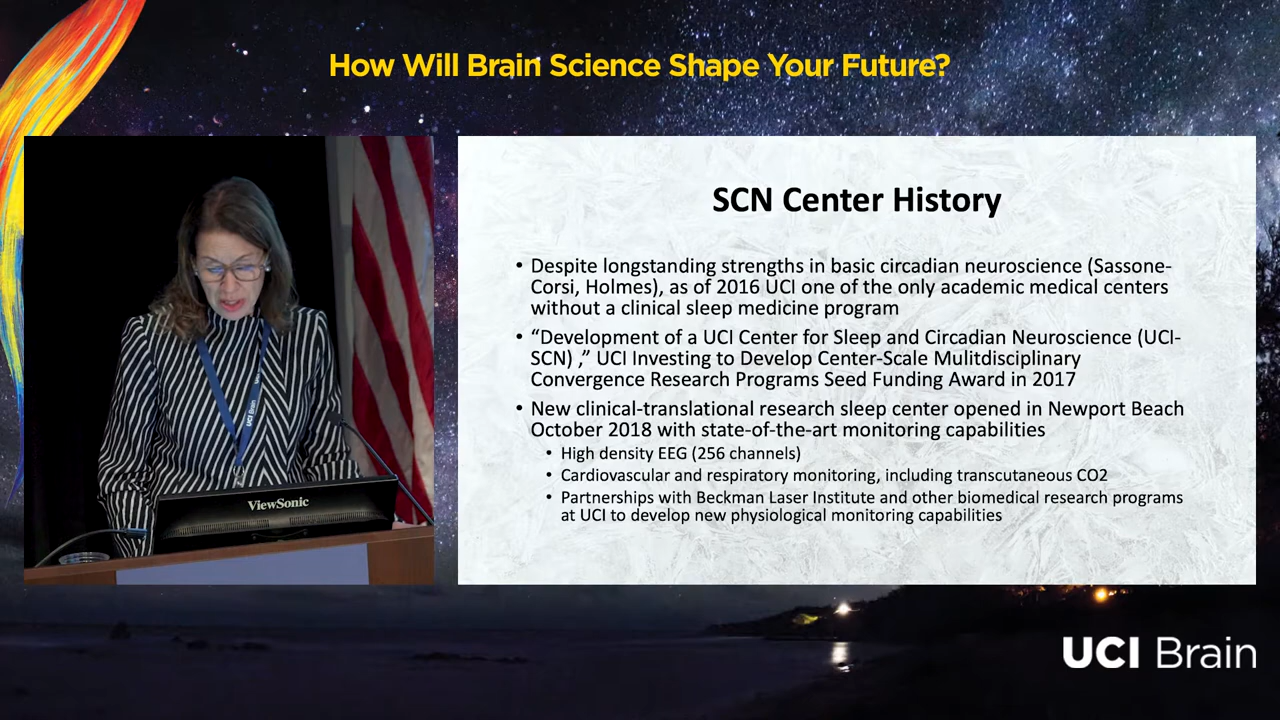 How Will Brain Science Shape Your Future?
SCN Center History
• Despite longstanding strengths in basic circadian neuroscience (Sassone-
Corsi, Holmes), as of 2016 UCI one of the only academic medical centers
without a clinical sleep medicine program
• “Development of a UCI Center for Sleep and Circadian Neuroscience (UCI-
SCN) ,” UCI Investing to Develop Center-Scale Mulitdisciplinary
Convergence Research Programs Seed Funding Award in 2017
• New clinical-translational research sleep center opened in Newport Beach
October 2018 with state-of-the-art monitoring capabilities
• High density EEG (256 channels)
• Cardiovascular and respiratory monitoring, including transcutaneous CO2
• Partnerships with Beckman Laser Institute and other biomedical research programs
at UCI to develop new physiological monitoring capabilities
UCI Brain
ViewSonic
UCI Brain